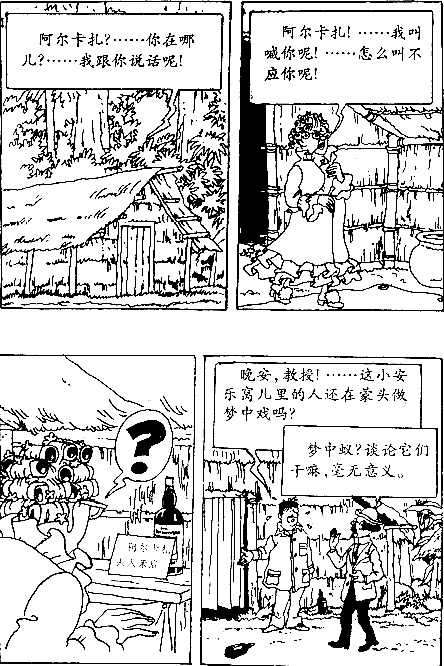 阿尔卡扎?……你在哪
儿?……我跟你说话呢!
阿尔卡扎!……我叫
喊你呢!……怎么叫不
应你呢!
?
阿尔卡扎
夫人来后
晚安,教授!……这小安
乐窝儿里的人还在蒙头做
梦中戏吗?
梦中蚁?谈论它们
干嘛,毫无意义。